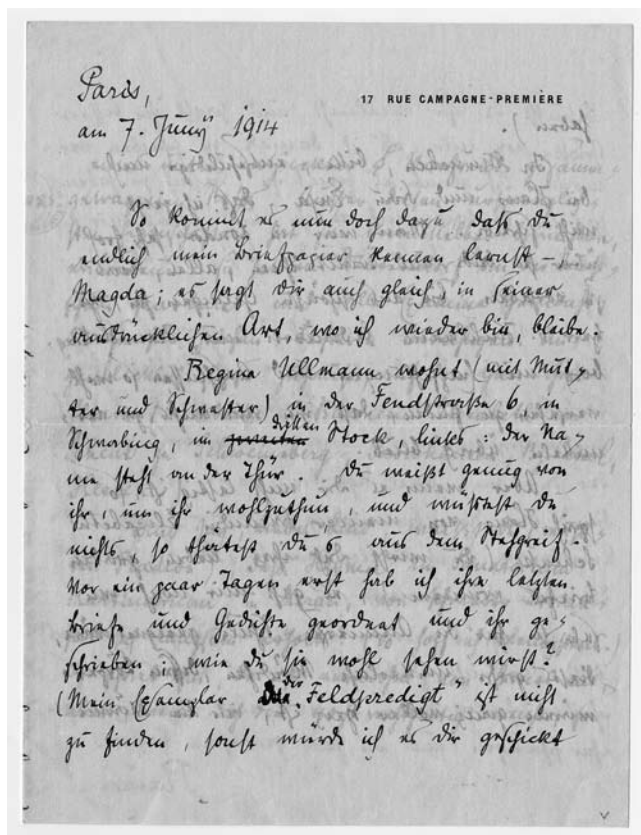 17 RUE CAMPAGNE-PREMIÈRE
Paris,
am 7. Juny 1914
So kommt es nun doch dazu daß Du
endlich mein Briefpapier kennen lernst –,
Magda; es sagt Dir auch gleich, in seiner
ausdrücklichen Art, wo ich wieder bin, bleibe.
Regina Ullmann wohnt (mit Mut-
ter und Schwester) in der Fendstraße 6, in
Schwabing, im zweiten dritten Stock, links: der Na-
me steht an der Thür. Du weißt genug von
ihr, um ihr wohlzuthun, und wüßtest Du
nichts, so thätest Du's aus dem Stehgreif.
Vor ein paar Tagen erst hab ich ihre letzten
Briefe und Gedichte geordnet und ihr ge-
schrieben; wie Du sie wohl sehen wirst?
(Mein Exemplar der „Feldpredigt" ist nicht
zu finden, sonst würde ich es Dir geschickt